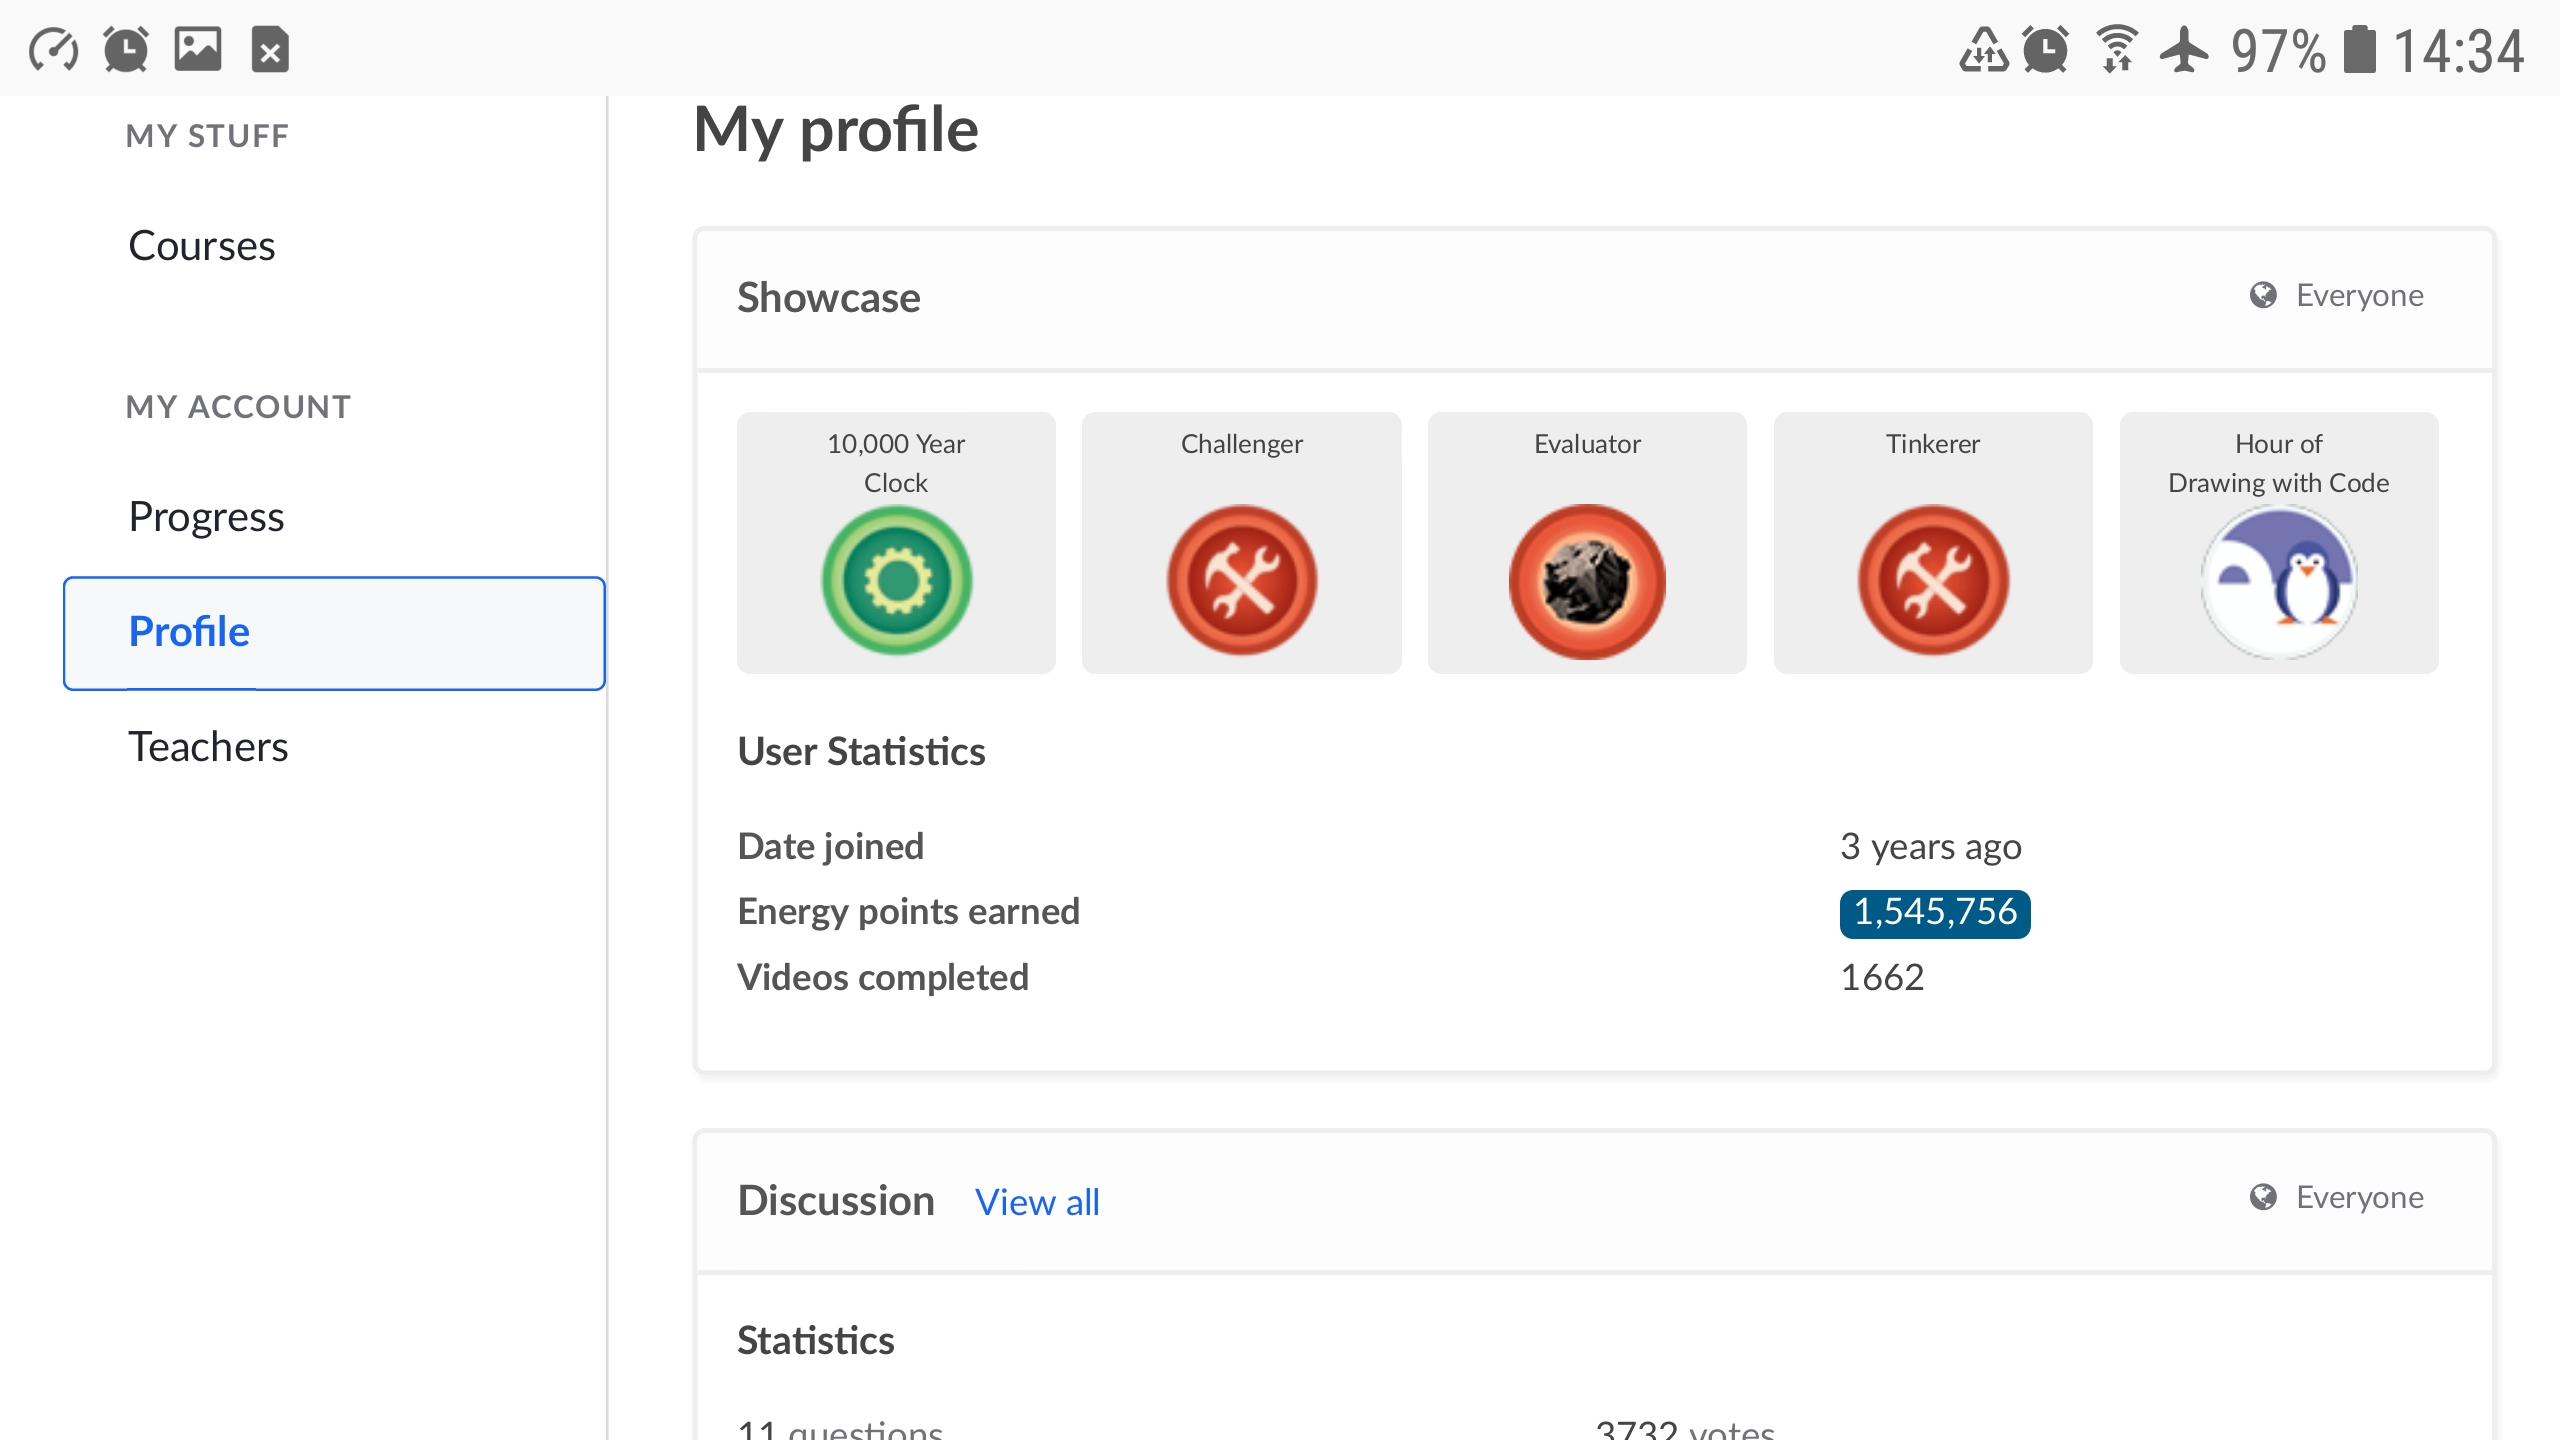 97% 14:34
MY STUFF
Courses
MY ACCOUNT
Progress
Profile
Teachers
My profile
Showcase
Everyone
10,000 Year
Clock
Challenger
Evaluator
Tinkerer
Hour of
Drawing with Code
User Statistics
Date joined 3 years ago
Energy points earned 1,545,756
Videos completed 1662
Discussion View all
Everyone
Statistics
11 questions 3732 votes